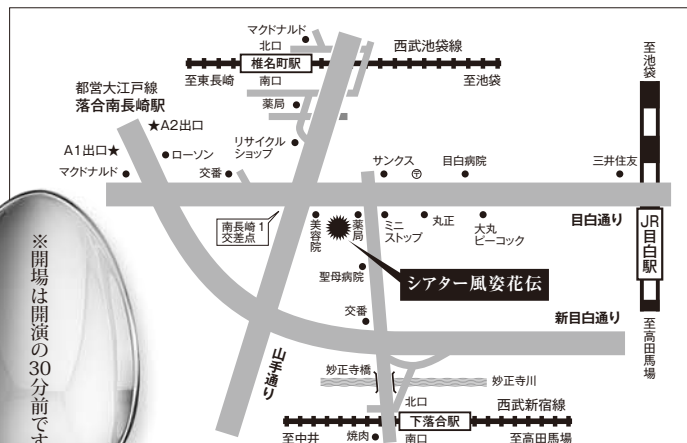 マクドナルド
北口
西武池袋線
椎名町駅
至東長崎
南口
至池袋
至池袋
都営大江戸線
落合南長崎駅
薬局
★A2出口
A1出口★
ローソン
リサイクル
ショップ
マクドナルド
交番
サンクス
〶
目白病院
三井住友
南長崎1
交差点
美容院
薬局
ミニ
ストップ
丸正
大丸
ピーコック
目白通り
JR
目白駅
聖母病院
シアター風姿花伝
交番
新目白通り
至高田馬場
山手通り
妙正寺橋
妙正寺川
北口
西武新宿線
下落合駅
至中井
焼肉
南口
至高田馬場
※開場は開演の30分前です